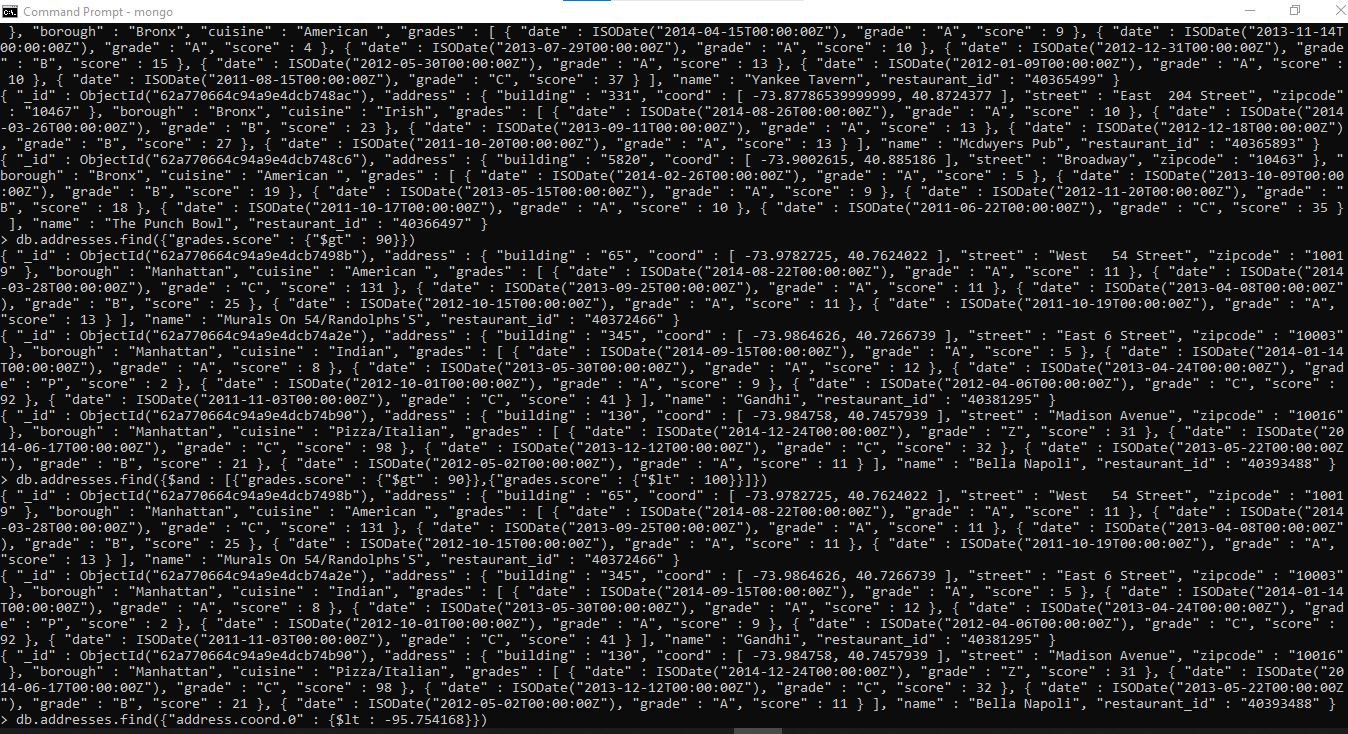 Command Prompt - mongo
 }, "borough" : "Bronx", "cuisine" : "American ", "grades" : [ { "date" : ISODate("2014-04-15T00:00:00Z"), "grade" : "A", "score" : 9 }, { "date" : ISODate("2013-11-14T
00:00:00Z"), "grade" : "A", "score" : 4 }, { "date" : ISODate("2013-07-29T00:00:00Z"), "grade" : "A", "score" : 10 }, { "date" : ISODate("2012-12-31T00:00:00Z"), "grade"
 : "B", "score" : 15 }, { "date" : ISODate("2012-05-30T00:00:00Z"), "grade" : "A", "score" : 13 }, { "date" : ISODate("2012-01-09T00:00:00Z"), "grade" : "A", "score" :
 10 }, { "date" : ISODate("2011-08-15T00:00:00Z"), "grade" : "C", "score" : 37 } ], "name" : "Yankee Tavern", "restaurant_id" : "40365499" }
{ "_id" : ObjectId("62a770664c94a9e4dcb748ac"), "address" : { "building" : "331", "coord" : [ -73.87786539999999, 40.8724377 ], "street" : "East  204 Street", "zipcode"
 : "10467" }, "borough" : "Bronx", "cuisine" : "Irish", "grades" : [ { "date" : ISODate("2014-08-26T00:00:00Z"), "grade" : "A", "score" : 10 }, { "date" : ISODate("2014
-03-26T00:00:00Z"), "grade" : "B", "score" : 23 }, { "date" : ISODate("2013-09-11T00:00:00Z"), "grade" : "A", "score" : 13 }, { "date" : ISODate("2012-12-18T00:00:00Z")
, "grade" : "B", "score" : 27 }, { "date" : ISODate("2011-10-20T00:00:00Z"), "grade" : "A", "score" : 13 } ], "name" : "Mcdwyers Pub", "restaurant_id" : "40365893" }
{ "_id" : ObjectId("62a770664c94a9e4dcb748c6"), "address" : { "building" : "5820", "coord" : [ -73.9002615, 40.885186 ], "street" : "Broadway", "zipcode" : "10463" }, "
borough" : "Bronx", "cuisine" : "American ", "grades" : [ { "date" : ISODate("2014-02-26T00:00:00Z"), "grade" : "A", "score" : 5 }, { "date" : ISODate("2013-10-09T00:00
:00Z"), "grade" : "B", "score" : 19 }, { "date" : ISODate("2013-05-15T00:00:00Z"), "grade" : "A", "score" : 9 }, { "date" : ISODate("2012-11-20T00:00:00Z"), "grade" : "
B", "score" : 18 }, { "date" : ISODate("2011-10-17T00:00:00Z"), "grade" : "A", "score" : 10 }, { "date" : ISODate("2011-06-22T00:00:00Z"), "grade" : "C", "score" : 35 }
 ], "name" : "The Punch Bowl", "restaurant_id" : "40366497" }
> db.addresses.find({"grades.score" : {"$gt" : 90}})
{ "_id" : ObjectId("62a770664c94a9e4dcb7498b"), "address" : { "building" : "65", "coord" : [ -73.9782725, 40.7624022 ], "street" : "West   54 Street", "zipcode" : "1001
9" }, "borough" : "Manhattan", "cuisine" : "American ", "grades" : [ { "date" : ISODate("2014-08-22T00:00:00Z"), "grade" : "A", "score" : 11 }, { "date" : ISODate("2014
-03-28T00:00:00Z"), "grade" : "C", "score" : 131 }, { "date" : ISODate("2013-09-25T00:00:00Z"), "grade" : "A", "score" : 11 }, { "date" : ISODate("2013-04-08T00:00:00Z"
), "grade" : "B", "score" : 25 }, { "date" : ISODate("2012-10-15T00:00:00Z"), "grade" : "A", "score" : 11 }, { "date" : ISODate("2011-10-19T00:00:00Z"), "grade" : "A",
"score" : 13 } ], "name" : "Murals On 54/Randolphs'S", "restaurant_id" : "40372466" }
{ "_id" : ObjectId("62a770664c94a9e4dcb74a2e"), "address" : { "building" : "345", "coord" : [ -73.9864626, 40.7266739 ], "street" : "East 6 Street", "zipcode" : "10003"
 }, "borough" : "Manhattan", "cuisine" : "Indian", "grades" : [ { "date" : ISODate("2014-09-15T00:00:00Z"), "grade" : "A", "score" : 5 }, { "date" : ISODate("2014-01-14
T00:00:00Z"), "grade" : "A", "score" : 8 }, { "date" : ISODate("2013-05-30T00:00:00Z"), "grade" : "A", "score" : 12 }, { "date" : ISODate("2013-04-24T00:00:00Z"), "grad
e" : "P", "score" : 2 }, { "date" : ISODate("2012-10-01T00:00:00Z"), "grade" : "A", "score" : 9 }, { "date" : ISODate("2012-04-06T00:00:00Z"), "grade" : "C", "score" :
92 }, { "date" : ISODate("2011-11-03T00:00:00Z"), "grade" : "C", "score" : 41 } ], "name" : "Gandhi", "restaurant_id" : "40381295" }
{ "_id" : ObjectId("62a770664c94a9e4dcb74b90"), "address" : { "building" : "130", "coord" : [ -73.984758, 40.7457939 ], "street" : "Madison Avenue", "zipcode" : "10016"
 }, "borough" : "Manhattan", "cuisine" : "Pizza/Italian", "grades" : [ { "date" : ISODate("2014-12-24T00:00:00Z"), "grade" : "Z", "score" : 31 }, { "date" : ISODate("20
14-06-17T00:00:00Z"), "grade" : "C", "score" : 98 }, { "date" : ISODate("2013-12-12T00:00:00Z"), "grade" : "C", "score" : 32 }, { "date" : ISODate("2013-05-22T00:00:00Z
"), "grade" : "B", "score" : 21 }, { "date" : ISODate("2012-05-02T00:00:00Z"), "grade" : "A", "score" : 11 } ], "name" : "Bella Napoli", "restaurant_id" : "40393488" }
> db.addresses.find({$and : [{"grades.score" : {"$gt" : 90}},{"grades.score" : {"$lt" : 100}}]})
{ "_id" : ObjectId("62a770664c94a9e4dcb7498b"), "address" : { "building" : "65", "coord" : [ -73.9782725, 40.7624022 ], "street" : "West   54 Street", "zipcode" : "1001
9" }, "borough" : "Manhattan", "cuisine" : "American ", "grades" : [ { "date" : ISODate("2014-08-22T00:00:00Z"), "grade" : "A", "score" : 11 }, { "date" : ISODate("2014
-03-28T00:00:00Z"), "grade" : "C", "score" : 131 }, { "date" : ISODate("2013-09-25T00:00:00Z"), "grade" : "A", "score" : 11 }, { "date" : ISODate("2013-04-08T00:00:00Z"
), "grade" : "B", "score" : 25 }, { "date" : ISODate("2012-10-15T00:00:00Z"), "grade" : "A", "score" : 11 }, { "date" : ISODate("2011-10-19T00:00:00Z"), "grade" : "A",
"score" : 13 } ], "name" : "Murals On 54/Randolphs'S", "restaurant_id" : "40372466" }
{ "_id" : ObjectId("62a770664c94a9e4dcb74a2e"), "address" : { "building" : "345", "coord" : [ -73.9864626, 40.7266739 ], "street" : "East 6 Street", "zipcode" : "10003"
 }, "borough" : "Manhattan", "cuisine" : "Indian", "grades" : [ { "date" : ISODate("2014-09-15T00:00:00Z"), "grade" : "A", "score" : 5 }, { "date" : ISODate("2014-01-14
T00:00:00Z"), "grade" : "A", "score" : 8 }, { "date" : ISODate("2013-05-30T00:00:00Z"), "grade" : "A", "score" : 12 }, { "date" : ISODate("2013-04-24T00:00:00Z"), "grad
e" : "P", "score" : 2 }, { "date" : ISODate("2012-10-01T00:00:00Z"), "grade" : "A", "score" : 9 }, { "date" : ISODate("2012-04-06T00:00:00Z"), "grade" : "C", "score" :
92 }, { "date" : ISODate("2011-11-03T00:00:00Z"), "grade" : "C", "score" : 41 } ], "name" : "Gandhi", "restaurant_id" : "40381295" }
{ "_id" : ObjectId("62a770664c94a9e4dcb74b90"), "address" : { "building" : "130", "coord" : [ -73.984758, 40.7457939 ], "street" : "Madison Avenue", "zipcode" : "10016"
 }, "borough" : "Manhattan", "cuisine" : "Pizza/Italian", "grades" : [ { "date" : ISODate("2014-12-24T00:00:00Z"), "grade" : "Z", "score" : 31 }, { "date" : ISODate("20
14-06-17T00:00:00Z"), "grade" : "C", "score" : 98 }, { "date" : ISODate("2013-12-12T00:00:00Z"), "grade" : "C", "score" : 32 }, { "date" : ISODate("2013-05-22T00:00:00Z
"), "grade" : "B", "score" : 21 }, { "date" : ISODate("2012-05-02T00:00:00Z"), "grade" : "A", "score" : 11 } ], "name" : "Bella Napoli", "restaurant_id" : "40393488" }
> db.addresses.find({"address.coord.0" : {$lt : -95.754168}})